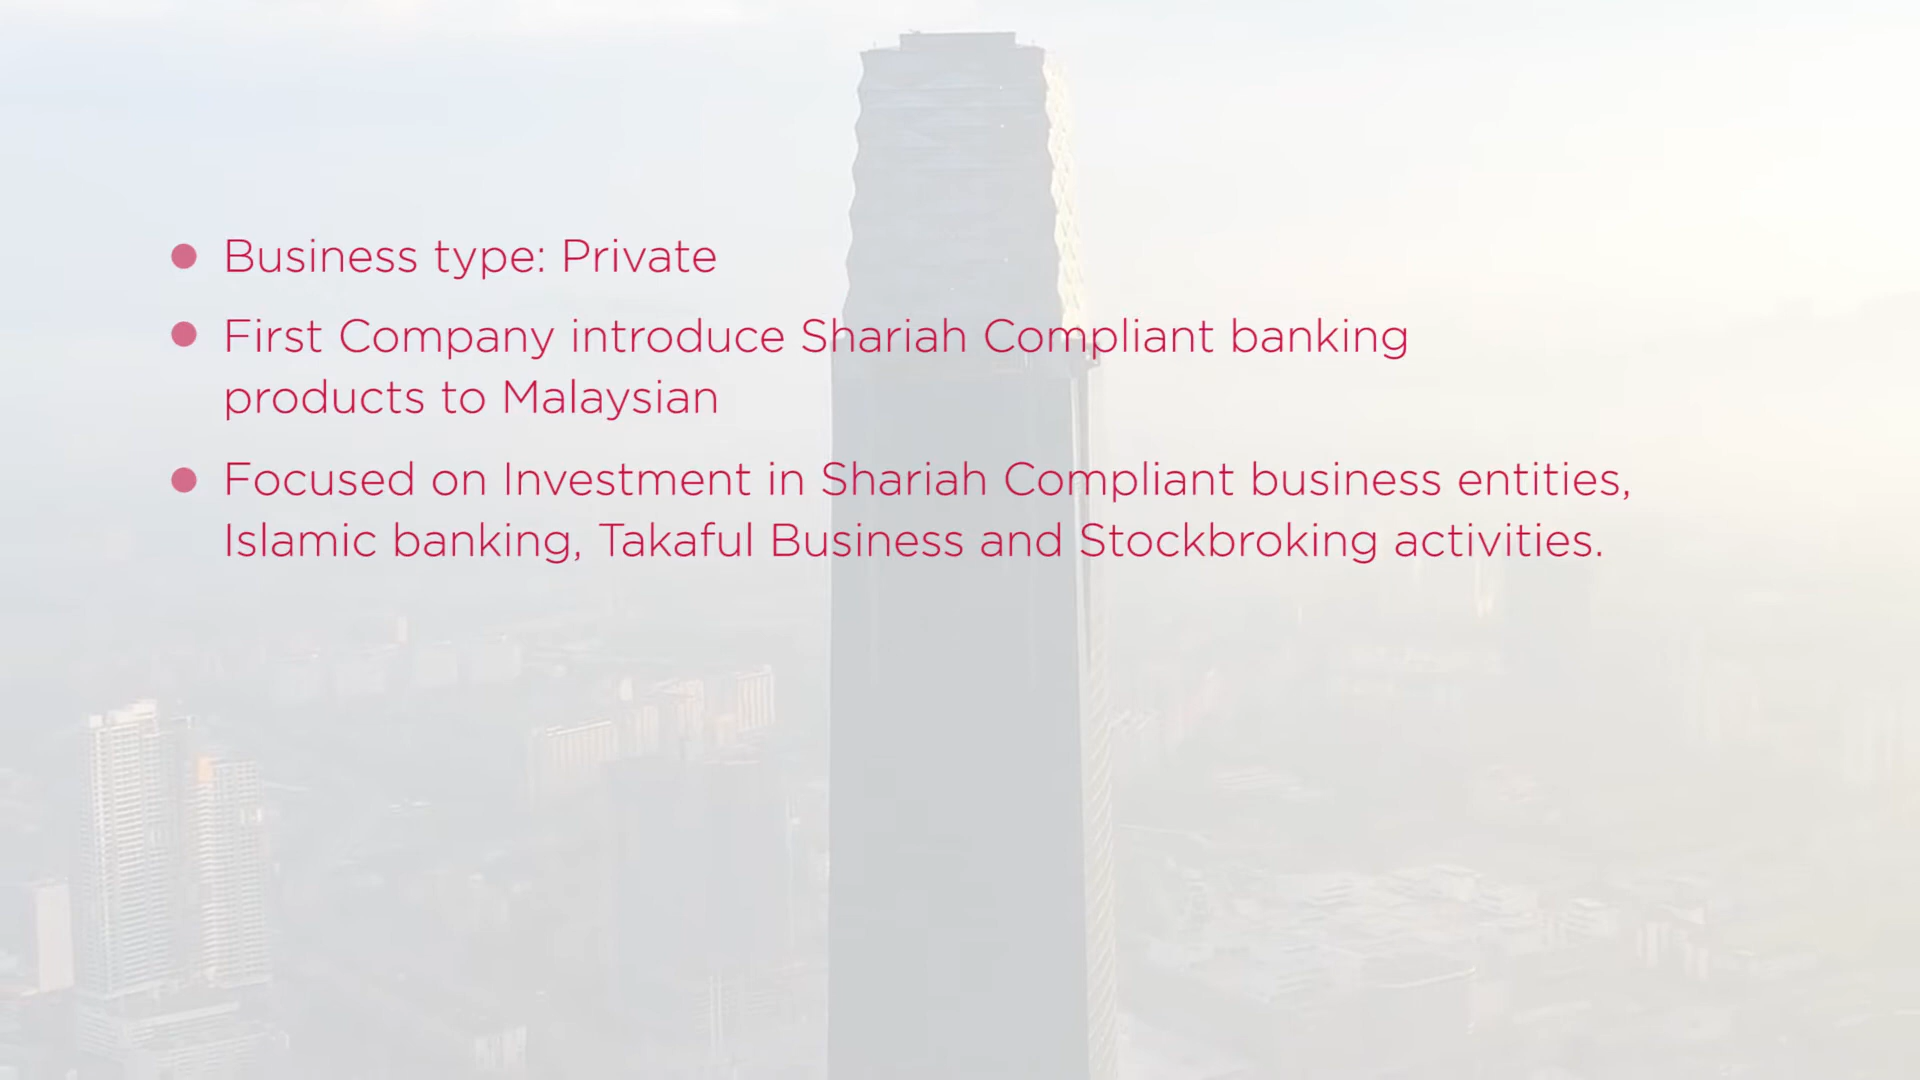 Business type: Private
First Company introduce Shariah Compliant banking
products to Malaysian
Focused on Investment in Shariah Compliant business entities,
Islamic banking, Takaful Business and Stockbroking activities.